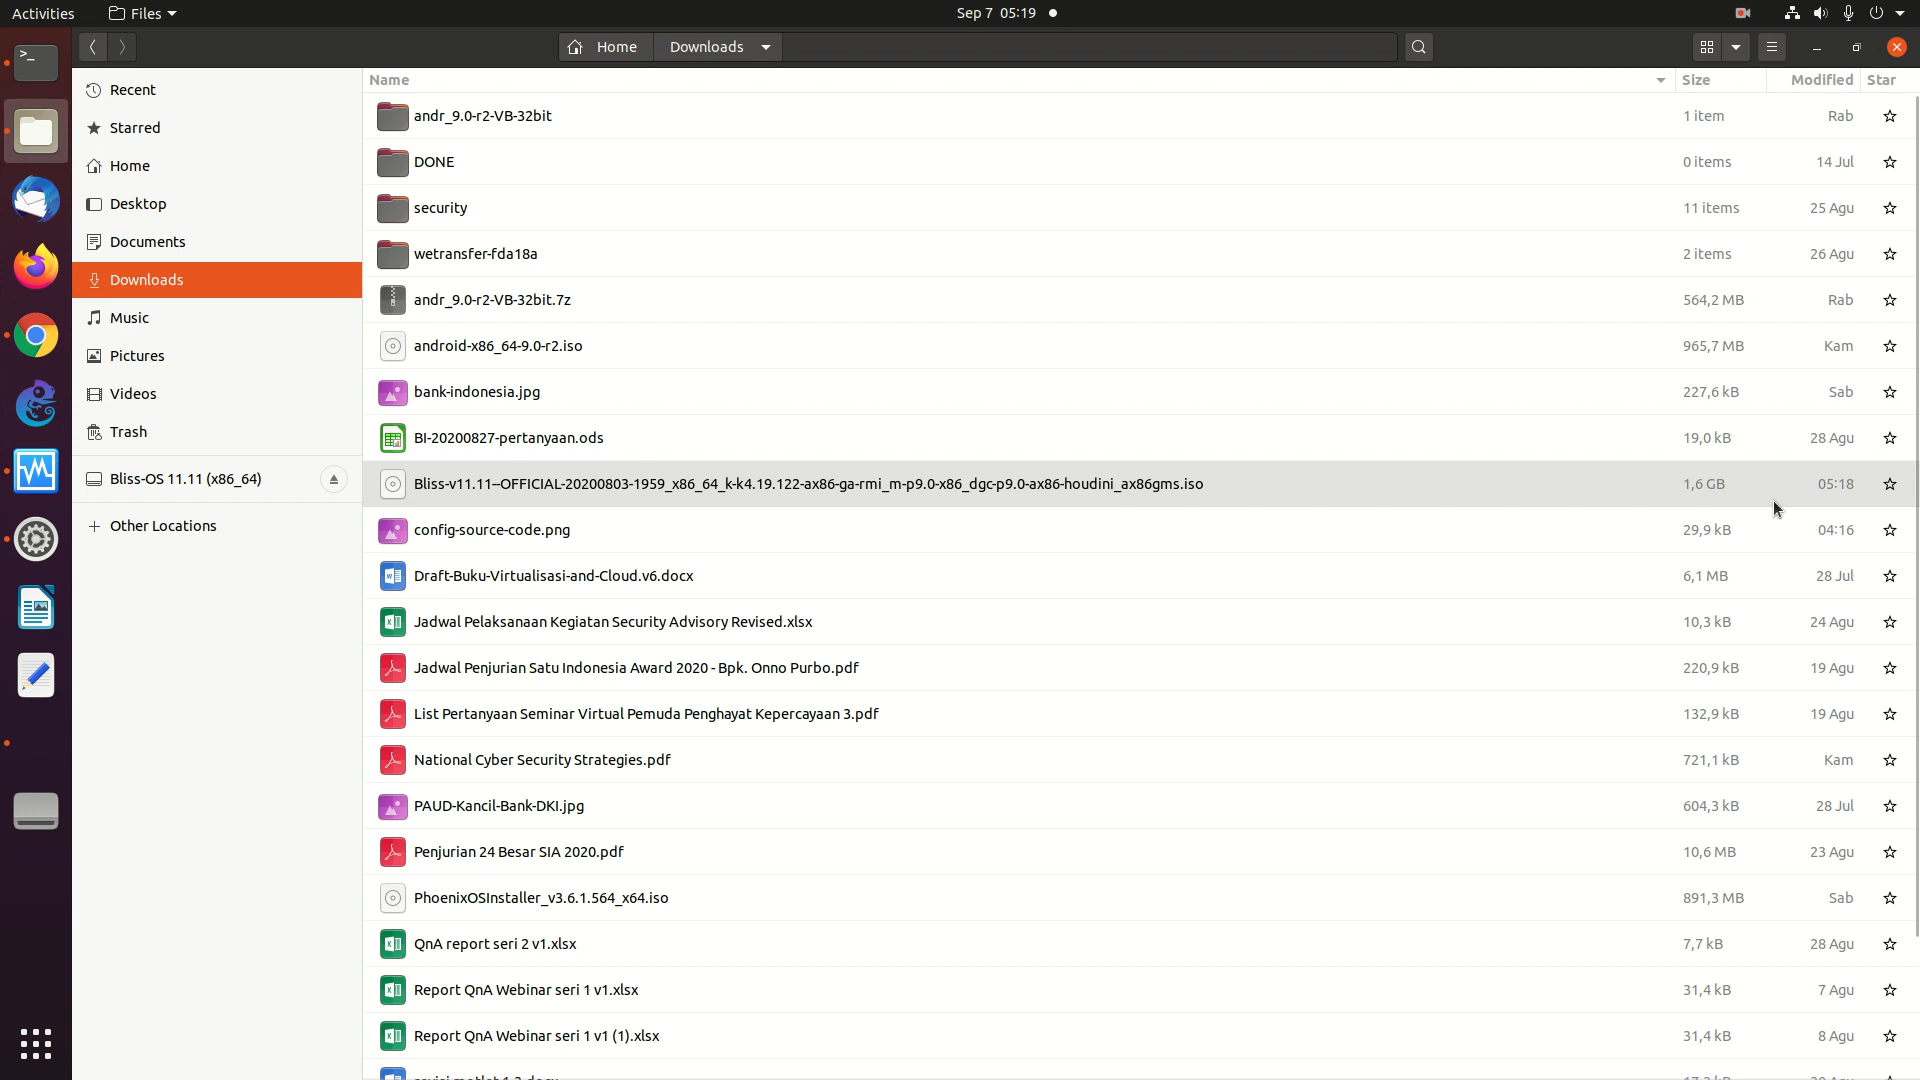 Activities Files Sep 7 05:19
Home Downloads
Name Size Modified Star
Recent
Starred
Home
Desktop
Documents
Downloads
Music
Pictures
Videos
Trash
Bliss-OS 11.11 (x86_64)
+ Other Locations
andr_9.0-r2-VB-32bit 1 item Rab
DONE 0 items 14 Jul
security 11 items 25 Agu
wetransfer-fda18a 2 items 26 Agu
andr_9.0-r2-VB-32bit.7z 564,2 MB Rab
android-x86_64-9.0-r2.iso 965,7 MB Kam
bank-indonesia.jpg 227,6 kB Sab
BI-20200827-pertanyaan.ods 19,0 kB 28 Agu
Bliss-v11.11--OFFICIAL-20200803-1959_x86_64_k-k4.19.122-ax86-ga-rmi_m-p9.0-x86_dgc-p9.0-ax86-houdini_ax86gms.iso 1,6 GB 05:18
config-source-code.png 29,9 kB 04:16
Draft-Buku-Virtualisasi-and-Cloud.v6.docx 6,1 MB 28 Jul
Jadwal Pelaksanaan Kegiatan Security Advisory Revised.xlsx 10,3 kB 24 Agu
Jadwal Penjurian Satu Indonesia Award 2020 - Bpk. Onno Purbo.pdf 220,9 kB 19 Agu
List Pertanyaan Seminar Virtual Pemuda Penghayat Kepercayaan 3.pdf 132,9 kB 19 Agu
National Cyber Security Strategies.pdf 721,1 kB Kam
PAUD-Kancil-Bank-DKI.jpg 604,3 kB 28 Jul
Penjurian 24 Besar SIA 2020.pdf 10,6 MB 23 Agu
PhoenixOSInstaller_v3.6.1.564_x64.iso 891,3 MB Sab
QnA report seri 2 v1.xlsx 7,7 kB 28 Agu
Report QnA Webinar seri 1 v1.xlsx 31,4 kB 7 Agu
Report QnA Webinar seri 1 v1 (1).xlsx 31,4 kB 8 Agu